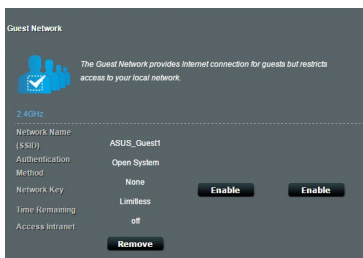 Guest Network
The Guest Network provides Internet connection for guests but restricts
access to your local network.
2.4GHz
Network Name
(SSID)
ASUS_Guest1
Authentication
Method
Open System
Network Key
None
Enable
Enable
Time Remaining
Limitless
Access Intranet
off
Remove